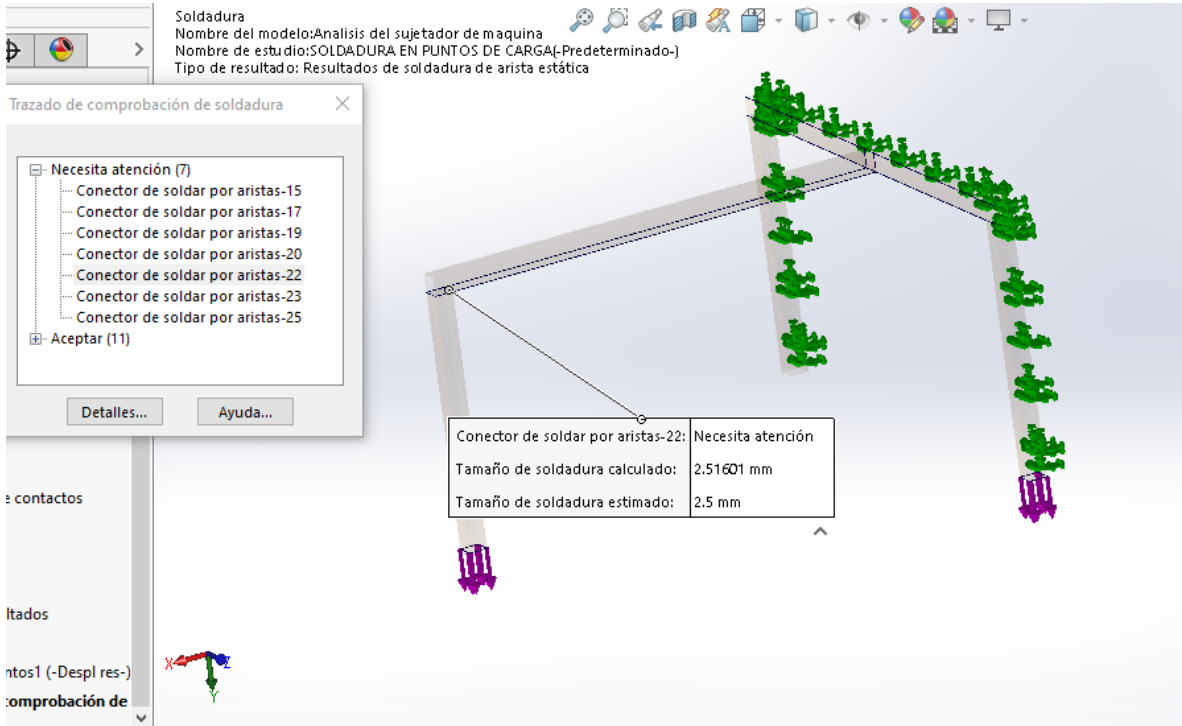 Soldadura
Nombre del modelo:Analisis del sujetador de maquina
Nombre de estudio:SOLDADURA EN PUNTOS DE CARGA(-Predeterminado-)
Tipo de resultado: Resultados de soldadura de arista estática
Trazado de comprobación de soldadura
Necesita atención (7)
Conector de soldar por aristas-15
Conector de soldar por aristas-17
Conector de soldar por aristas-19
Conector de soldar por aristas-20
Conector de soldar por aristas-22
Conector de soldar por aristas-23
Conector de soldar por aristas-25
Aceptar (11)
Detalles... Ayuda...
Conector de soldar por aristas-22: Necesita atención
Tamaño de soldadura calculado: 2.51601 mm
Tamaño de soldadura estimado: 2.5 mm
e contactos
ltados
ntos1 (-Despl res-)
comprobación de
X Z
Y